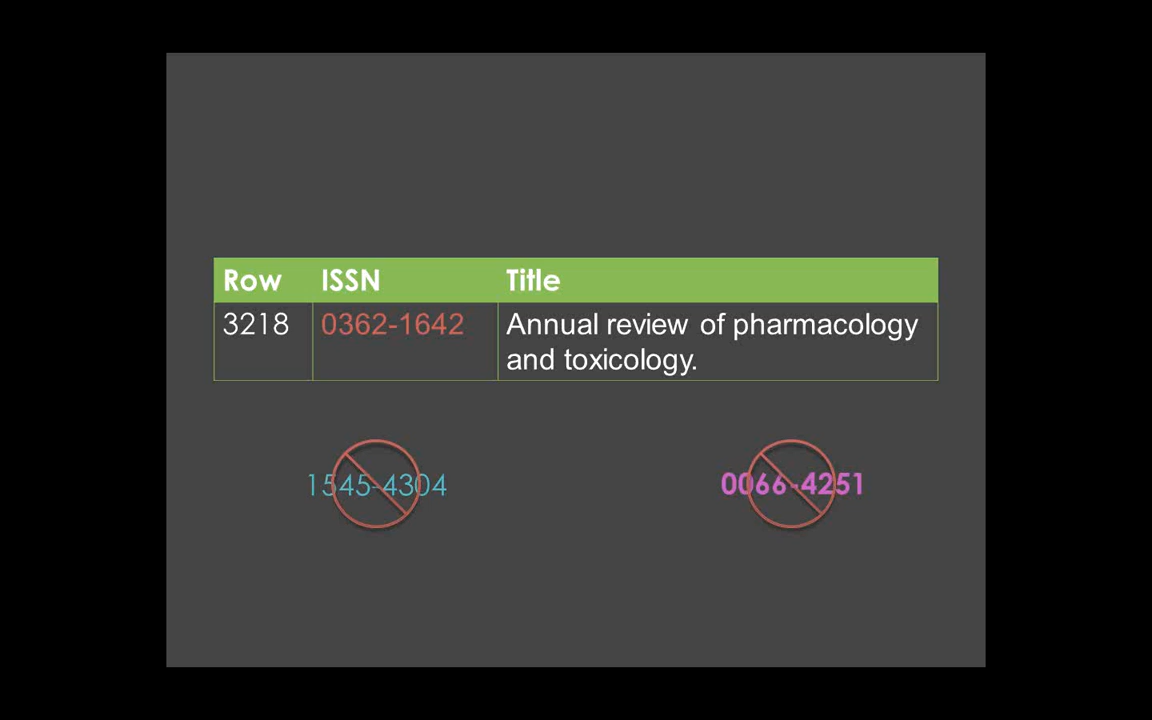 Row ISSN Title
3218 0362-1642 Annual review of pharmacology
and toxicology.
1545-4304 0066-4251